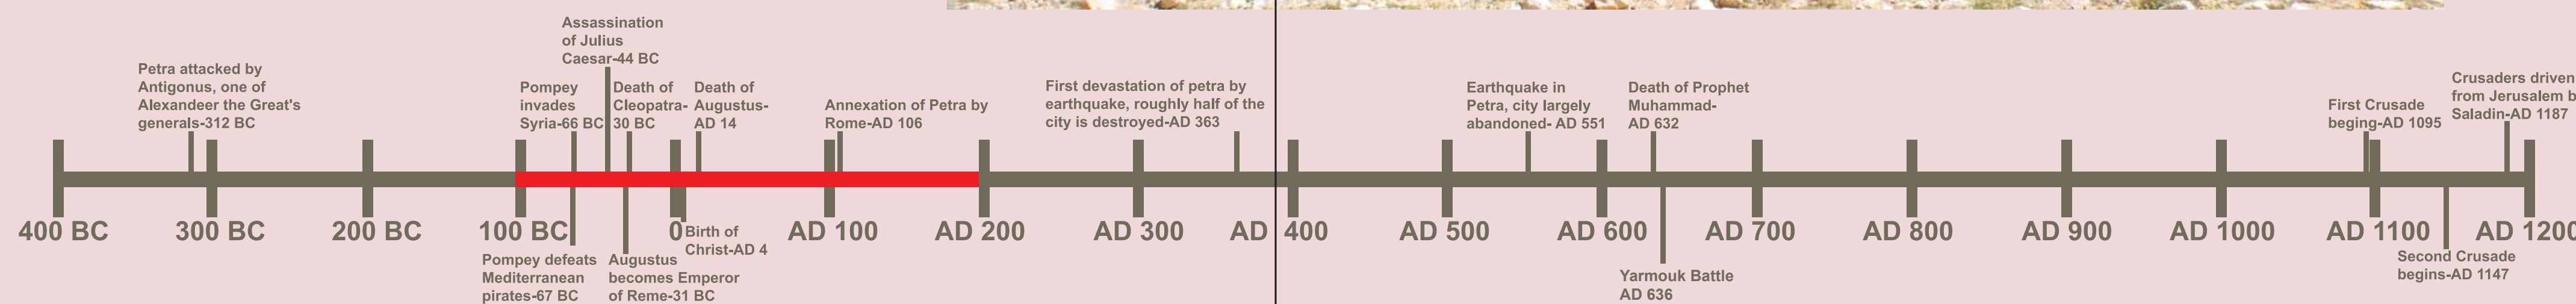 Petra attacked by
Antigonus, one of
Alexandeer the Great's
generals-312 BC
Assassination
of Julius
Caesar-44 BC
Pompey
invades
Syria-66 BC
Death of
Cleopatra-
30 BC
Death of
Augustus-
AD 14
Annexation of Petra by
Rome-AD 106
First devastation of petra by
earthquake, roughly half of the
city is destroyed-AD 363
Earthquake in
Petra, city largely
abandoned- AD 551
Death of Prophet
Muhammad-
AD 632
First Crusade
beging-AD 1095
Crusaders driven
from Jerusalem b
Saladin-AD 1187
400 BC 300 BC 200 BC 100 BC 0 AD 100 AD 200 AD 300 AD 400 AD 500 AD 600 AD 700 AD 800 AD 900 AD 1000 AD 1100 AD 1200
Pompey defeats
Mediterranean
pirates-67 BC
Augustus
becomes Emperor
of Reme-31 BC
Birth of
Christ-AD 4
Yarmouk Battle
AD 636
Second Crusade
begins-AD 1147